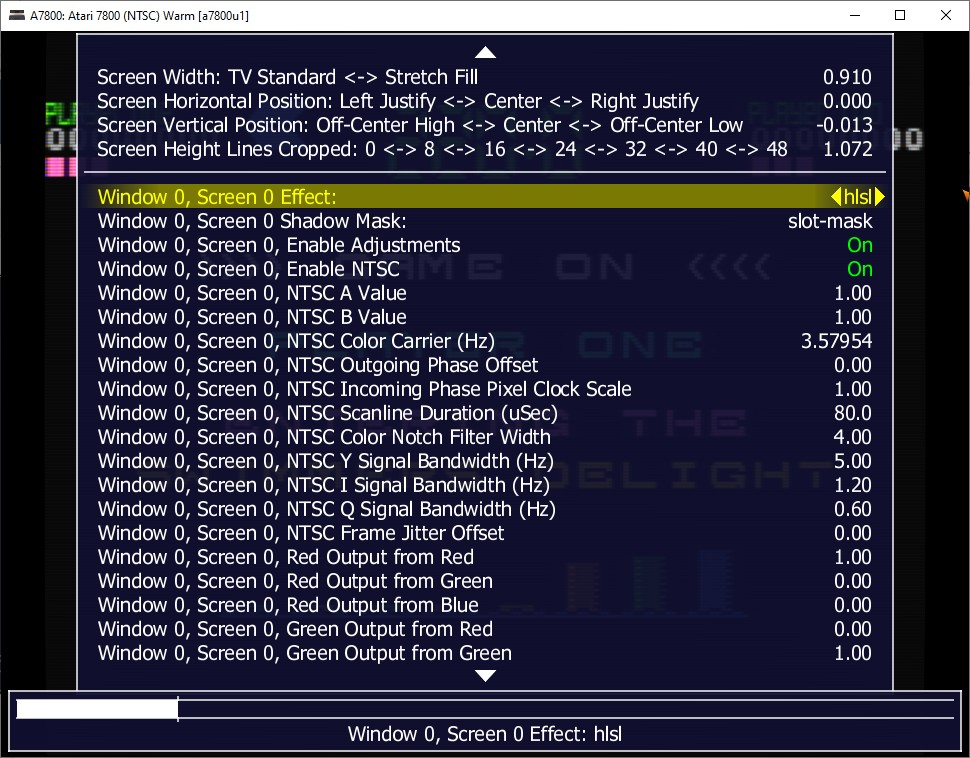 A7800: Atari 7800 (NTSC) Warm [a7800u1]
Screen Width: TV Standard <-> Stretch Fill 0.910
Screen Horizontal Position: Left Justify <-> Center <-> Right Justify 0.000
Screen Vertical Position: Off-Center High <-> Center <-> Off-Center Low -0.013
Screen Height Lines Cropped: 0 <-> 8 <-> 16 <-> 24 <-> 32 <-> 40 <-> 48 1.072
Window 0, Screen 0 Effect: hlsl
Window 0, Screen 0 Shadow Mask: slot-mask
Window 0, Screen 0, Enable Adjustments On
Window 0, Screen 0, Enable NTSC On
GAME ON <<<<
Window 0, Screen 0, NTSC A Value 1.00
Window 0, Screen 0, NTSC B Value 1.00
Window 0, Screen 0, NTSC Color Carrier (Hz) 3.57954
ONE
Window 0, Screen 0, NTSC Outgoing Phase Offset 0.00
Window 0, Screen 0, NTSC Incoming Phase Pixel Clock Scale 1.00
Window 0, Screen 0, NTSC Scanline Duration (uSec) 80.0
THE
Window 0, Screen 0, NTSC Color Notch Filter Width 4.00
Window 0, Screen 0, NTSC Y Signal Bandwidth (Hz) 5.00
Window 0, Screen 0, NTSC I Signal Bandwidth (Hz) 1.20
Window 0, Screen 0, NTSC Q Signal Bandwidth (Hz) 0.60
Window 0, Screen 0, NTSC Frame Jitter Offset 0.00
Window 0, Screen 0, Red Output from Red 1.00
Window 0, Screen 0, Red Output from Green 0.00
Window 0, Screen 0, Red Output from Blue 0.00
Window 0, Screen 0, Green Output from Red 0.00
Window 0, Screen 0, Green Output from Green 1.00
Window 0, Screen 0 Effect: hlsl